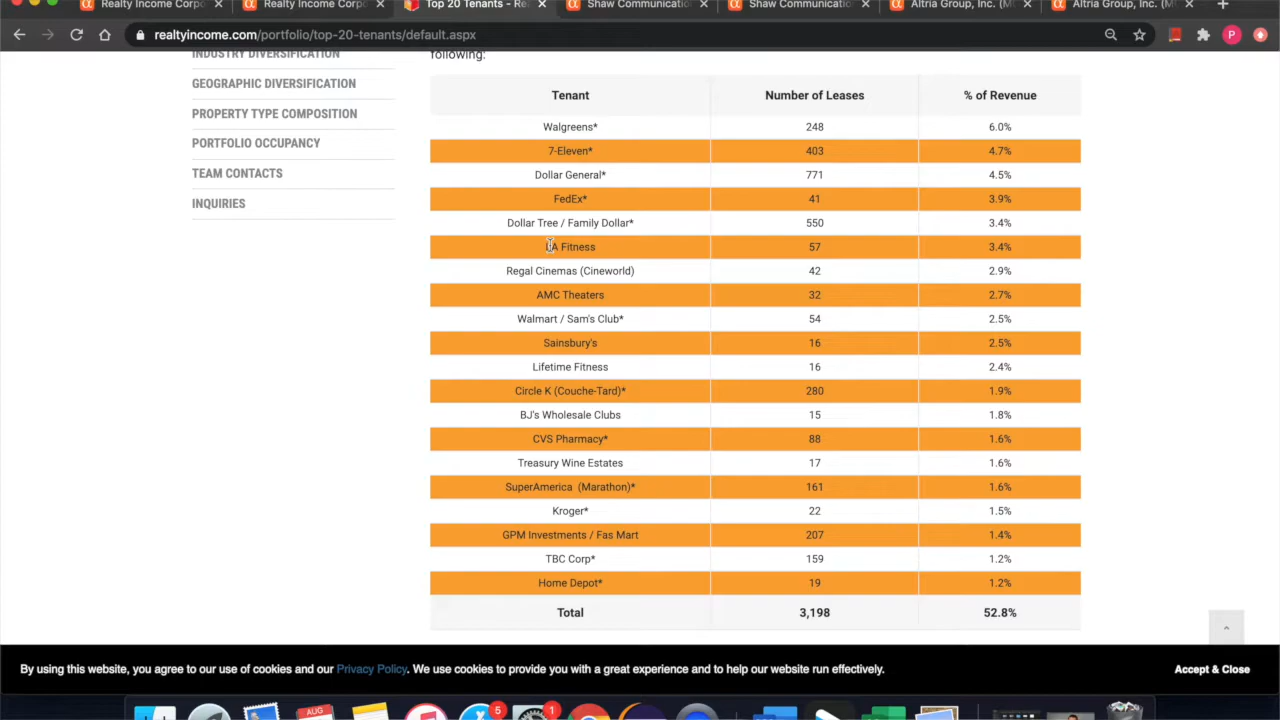 Realty Income Corpo
Realty Income Corpo
Top 20 Tenants - Rea
Shaw Communication
Shaw Communication
Altria Group, Inc. (MO
Altria Group, Inc. (MO
realtyincome.com/portfolio/top-20-tenants/default.aspx
P
INDUSTRY DIVERSIFICATION
GEOGRAPHIC DIVERSIFICATION
PROPERTY TYPE COMPOSITION
PORTFOLIO OCCUPANCY
TEAM CONTACTS
INQUIRIES
following:
Tenant Number of Leases % of Revenue
Walgreens* 248 6.0%
7-Eleven* 403 4.7%
Dollar General* 771 4.5%
FedEx* 41 3.9%
Dollar Tree / Family Dollar* 550 3.4%
LA Fitness 57 3.4%
Regal Cinemas (Cineworld) 42 2.9%
AMC Theaters 32 2.7%
Walmart / Sam's Club* 54 2.5%
Sainsbury's 16 2.5%
Lifetime Fitness 16 2.4%
Circle K (Couche-Tard)* 280 1.9%
BJ's Wholesale Clubs 15 1.8%
CVS Pharmacy* 88 1.6%
Treasury Wine Estates 17 1.6%
SuperAmerica (Marathon)* 161 1.6%
Kroger* 22 1.5%
GPM Investments / Fas Mart 207 1.4%
TBC Corp* 159 1.2%
Home Depot* 19 1.2%
Total 3,198 52.8%
By using this website, you agree to our use of cookies and our Privacy Policy. We use cookies to provide you with a great experience and to help our website run effectively.
Accept & Close
AUG
5
1